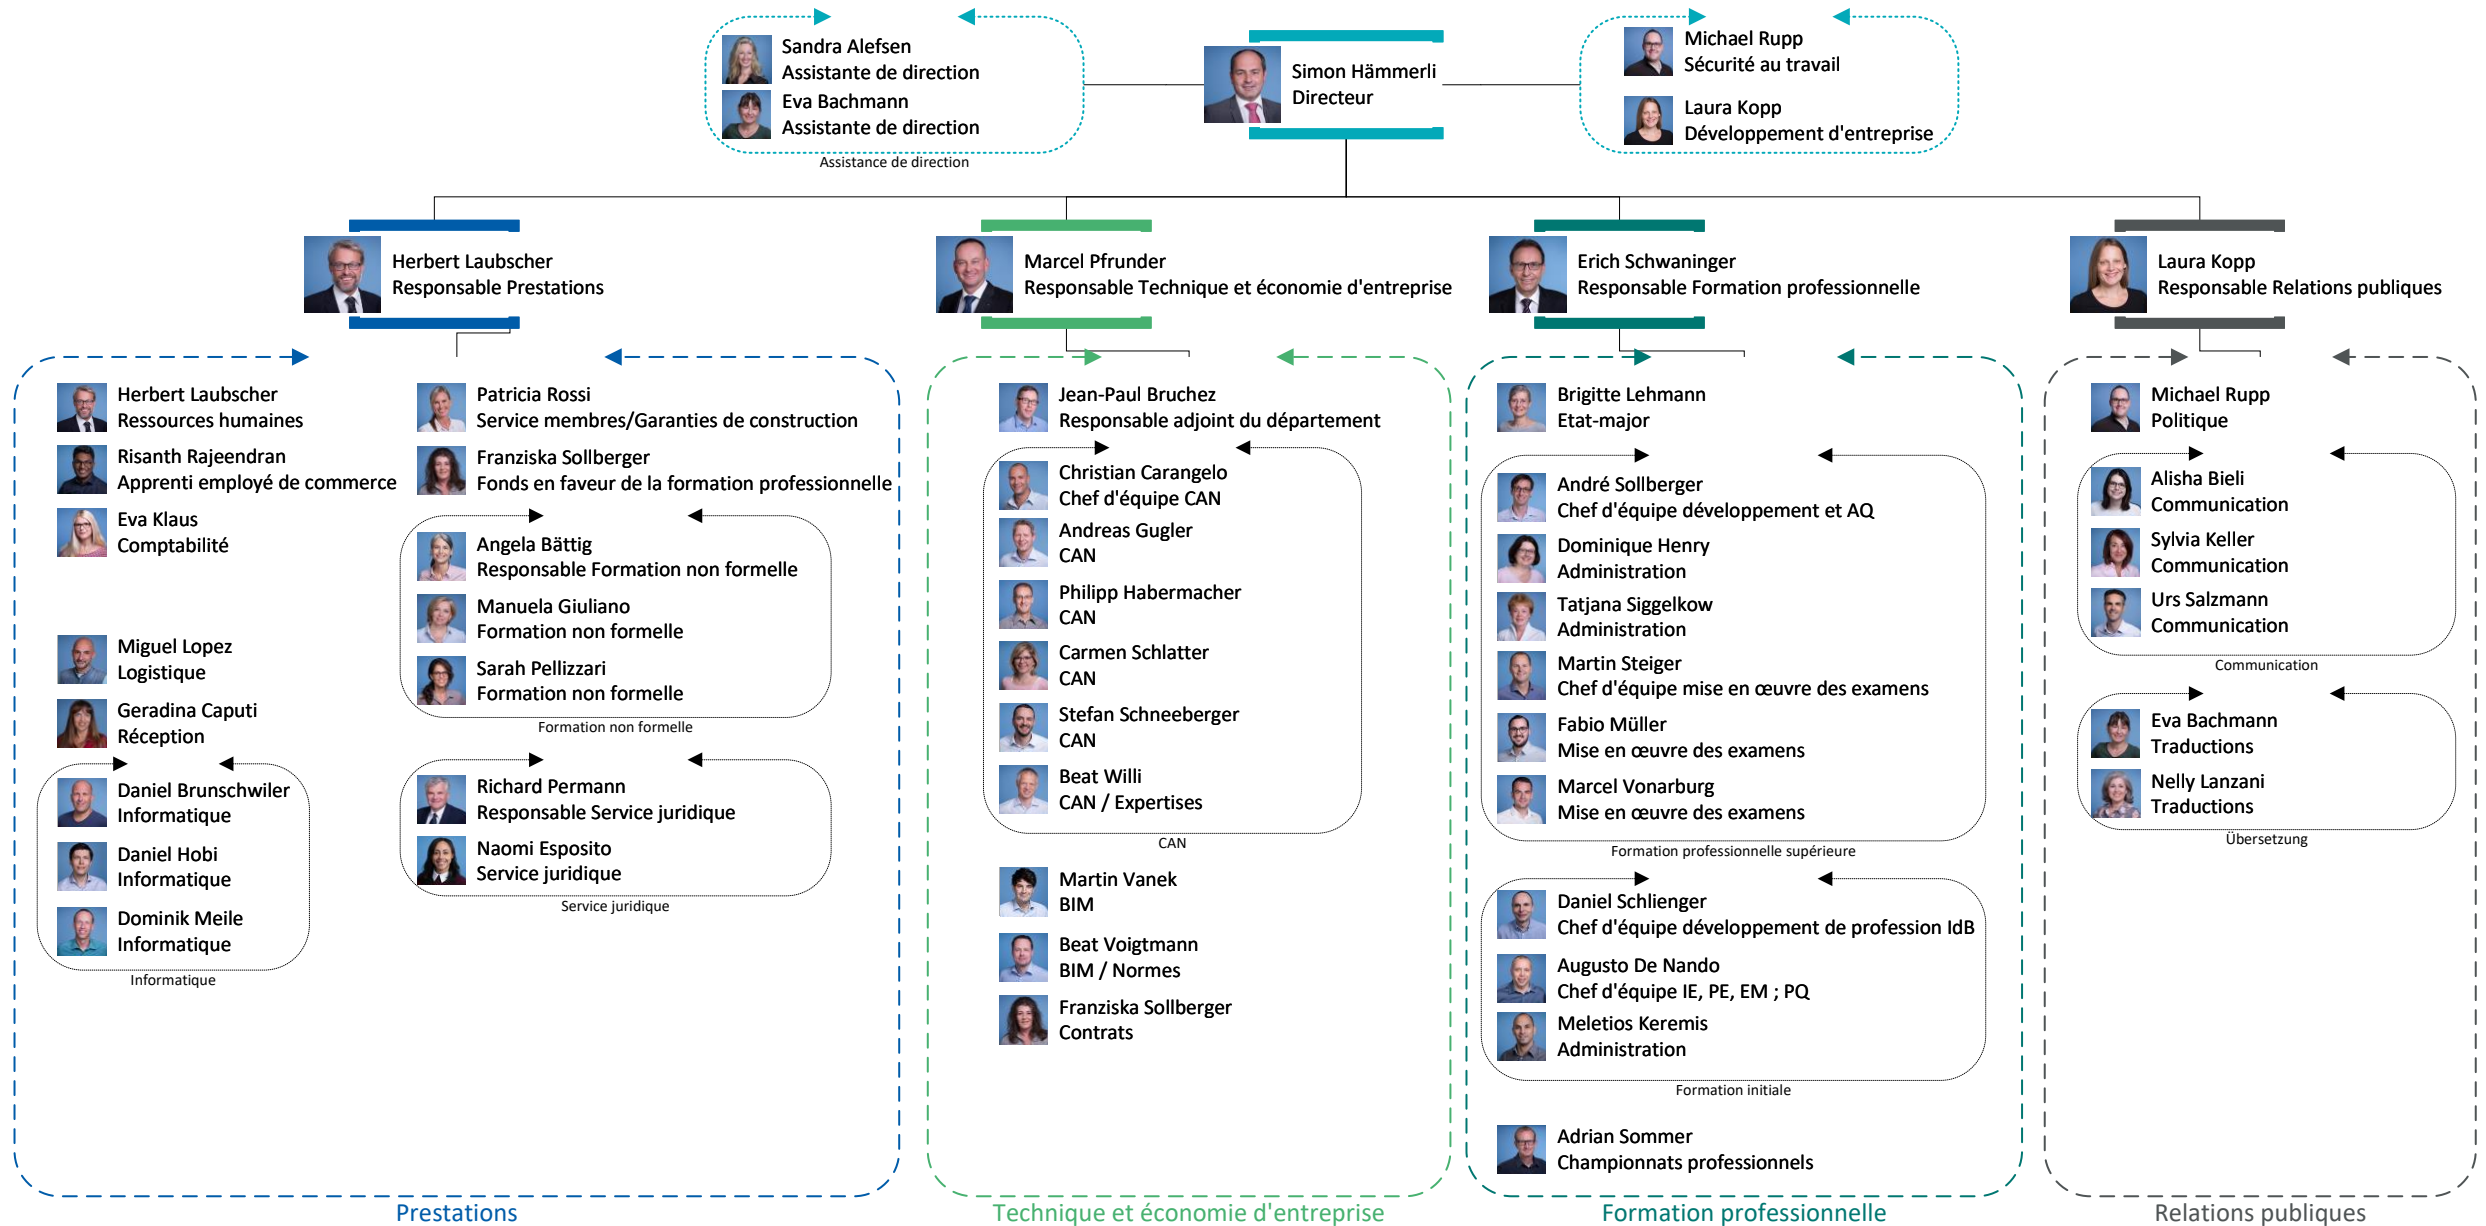 Sandra Alefsen
Assistante de direction
Eva Bachmann
Assistante de direction
Assistance de direction
Simon Hämmerli
Directeur
Michael Rupp
Sécurité au travail
Laura Kopp
Développement d'entreprise
Herbert Laubscher
Responsable Prestations
Marcel Pfrunder
Responsable Technique et économie d'entreprise
Erich Schwaninger
Responsable Formation professionnelle
Laura Kopp
Responsable Relations publiques
Herbert Laubscher
Ressources humaines
Risanth Rajeendran
Apprenti employé de commerce
Eva Klaus
Comptabilité
Miguel Lopez
Logistique
Geradina Caputi
Réception
Daniel Brunschwiler
Informatique
Daniel Hobi
Informatique
Dominik Meile
Informatique
Informatique
Patricia Rossi
Service membres/Garanties de construction
Franziska Sollberger
Fonds en faveur de la formation professionnelle
Angela Bättig
Responsable Formation non formelle
Manuela Giuliano
Formation non formelle
Sarah Pellizzari
Formation non formelle
Formation non formelle
Richard Permann
Responsable Service juridique
Naomi Esposito
Service juridique
Service juridique
Prestations
Jean-Paul Bruchez
Responsable adjoint du département
Christian Carangelo
Chef d'équipe CAN
Andreas Gugler
CAN
Philipp Habermacher
CAN
Carmen Schlatter
CAN
Stefan Schneeberger
CAN
Beat Willi
CAN / Expertises
CAN
Martin Vanek
BIM
Beat Voigtmann
BIM / Normes
Franziska Sollberger
Contrats
Technique et économie d'entreprise
Brigitte Lehmann
Etat-major
André Sollberger
Chef d'équipe développement et AQ
Dominique Henry
Administration
Tatjana Siggelkow
Administration
Martin Steiger
Chef d'équipe mise en œuvre des examens
Fabio Müller
Mise en œuvre des examens
Marcel Vonarburg
Mise en œuvre des examens
Formation professionnelle supérieure
Daniel Schlienger
Chef d'équipe développement de profession IdB
Augusto De Nando
Chef d'équipe IE, PE, EM ; PQ
Meletios Keremis
Administration
Formation initiale
Adrian Sommer
Championnats professionnels
Formation professionnelle
Michael Rupp
Politique
Alisha Bieli
Communication
Sylvia Keller
Communication
Urs Salzmann
Communication
Communication
Eva Bachmann
Traductions
Nelly Lanzani
Traductions
Übersetzung
Relations publiques